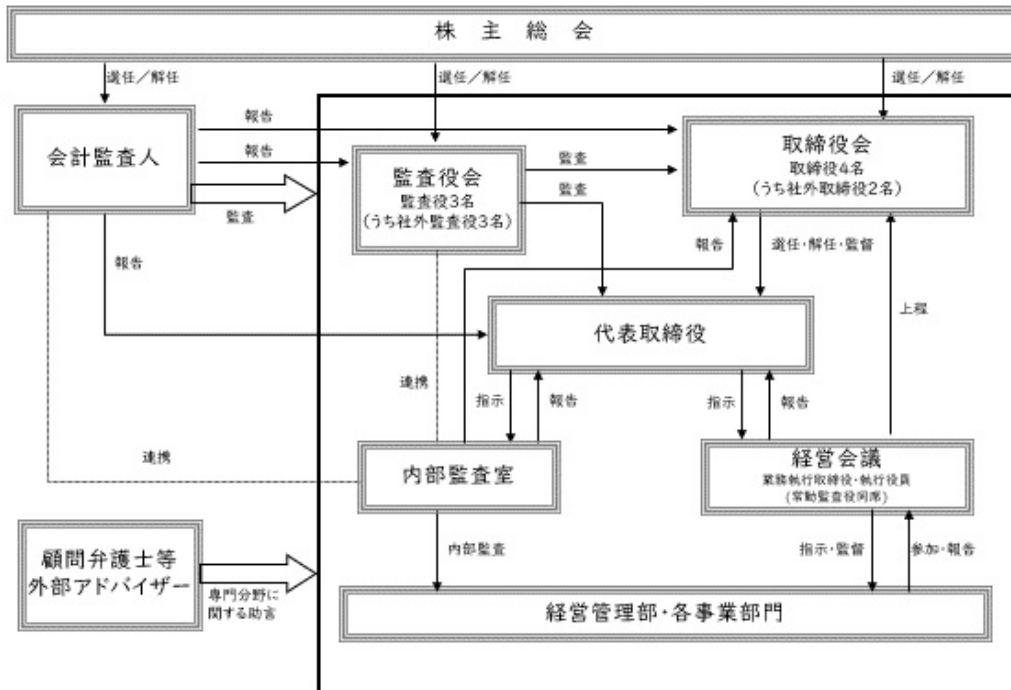 株主総会
選任／解任
選任／解任
選任／解任
会計監査人
報告
報告
監査
監査役会
監査役3名
(うち社外監査役3名)
監査
監査
取締役会
取締役4名
(うち社外取締役2名)
報告
報告
選任・解任・監督
上程
代表取締役
連携
指示
報告
指示
報告
連携
内部監査室
経営会議
業務執行取締役・執行役員
(常勤監査役同席)
顧問弁護士等
外部アドバイザー
専門分野に
関する助言
内部監査
指示・監督
参加・報告
経営管理部・各事業部門